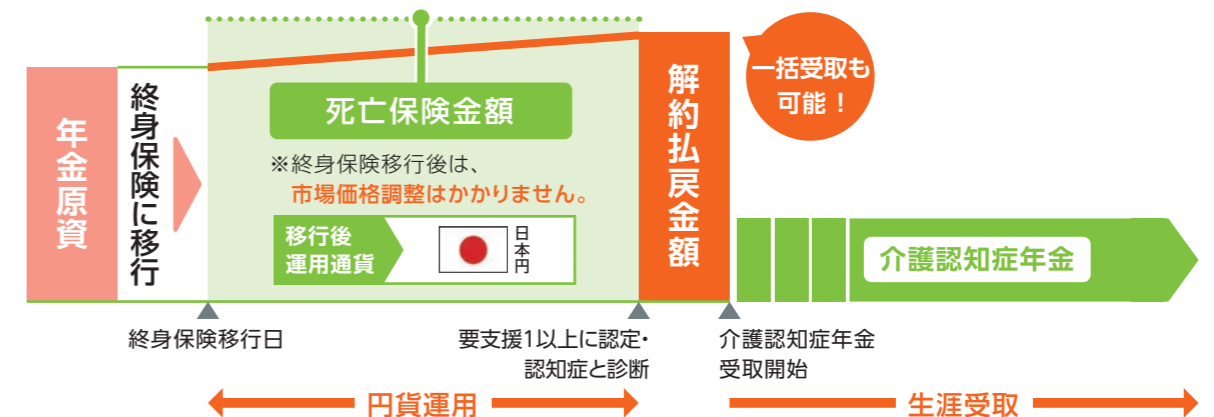 年金原資
終身保険に移行
死亡保険金額
※終身保険移行後は、
市場価格調整はかかりません。
移行後
運用通貨
日本円
解約払戻金額
一括受取も
可能！
介護認知症年金
終身保険移行日
要支援1以上に認定・
認知症と診断
介護認知症年金
受取開始
円貨運用
生涯受取